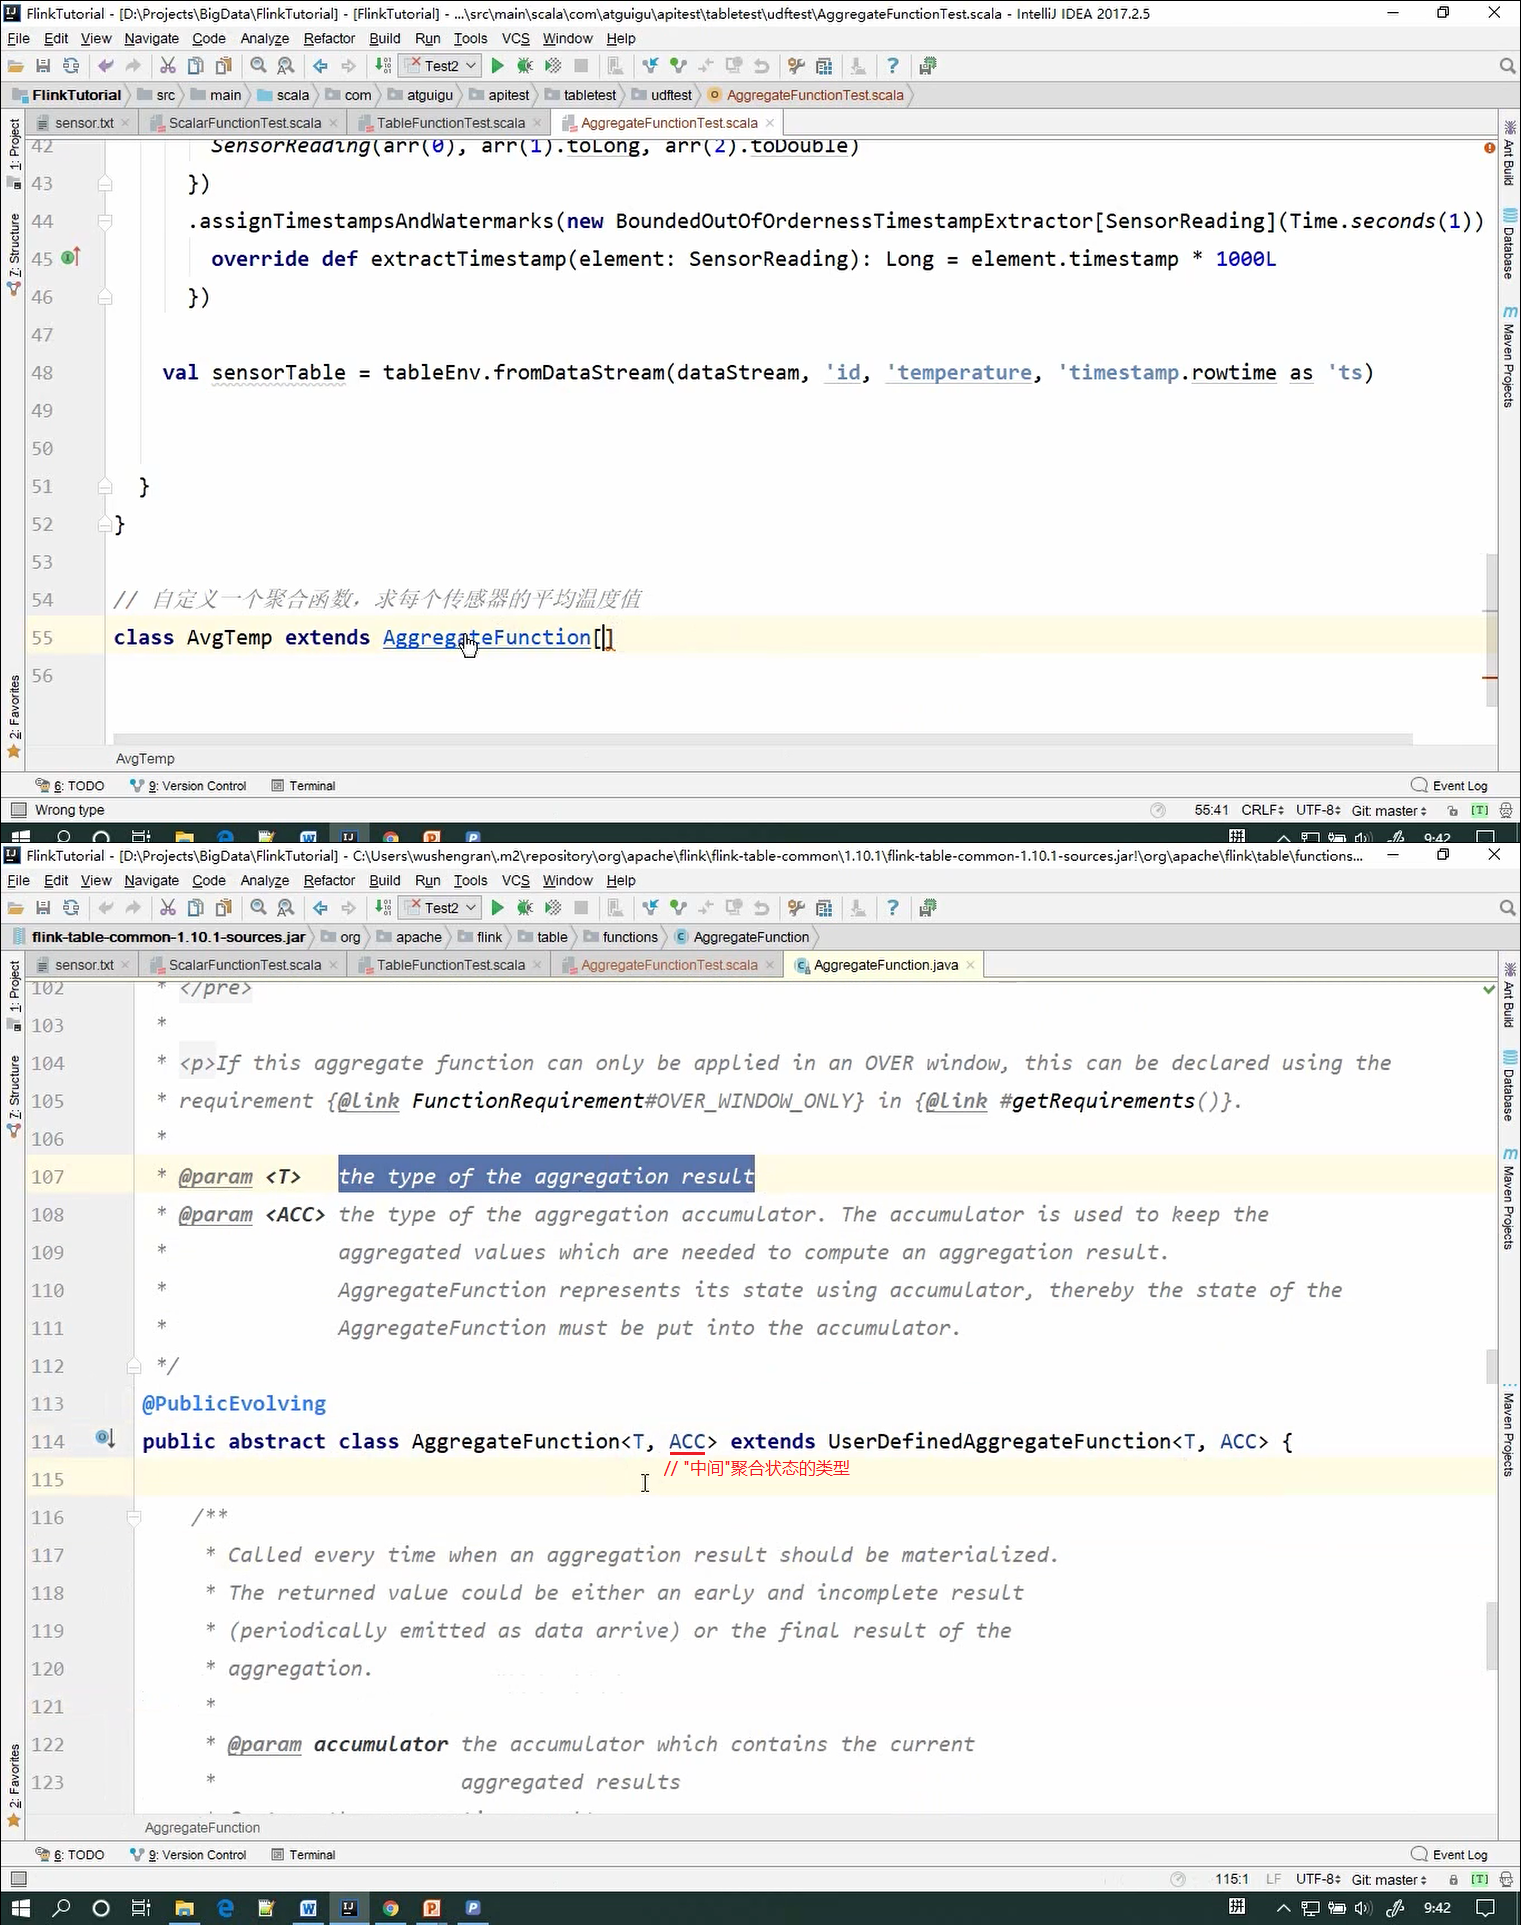 FlinkTutorial - [D:\Projects\BigData\FlinkTutorial] - [FlinkTutorial] - ...\src\main\scala\com\atguigu\apitest\tabletest\udftest\AggregateFunctionTest.scala - IntelliJ IDEA 2017.2.5
File Edit View Navigate Code Analyze Refactor Build Run Tools VCS Window Help
Test2
FlinkTutorial src main scala com atguigu apitest tabletest udftest AggregateFunctionTest.scala
sensor.txt ScalarFunctionTest.scala TableFunctionTest.scala AggregateFunctionTest.scala
1: Project
7: Structure
2: Favorites
Ant Build
Database
Maven Projects
42 SensorReading(arr(0), arr(1).toLong, arr(2).toDouble)
43 })
44 .assignTimestampsAndWatermarks(new BoundedOutOfOrdernessTimestampExtractor[SensorReading](Time.seconds(1))
45 override def extractTimestamp(element: SensorReading): Long = element.timestamp * 1000L
46 })
47
48 val sensorTable = tableEnv.fromDataStream(dataStream, 'id, 'temperature, 'timestamp.rowtime as 'ts)
49
50
51 }
52 }
53
54 // 自定义一个聚合函数，求每个传感器的平均温度值
55 class AvgTemp extends AggregateFunction[]
56
AvgTemp
6: TODO 9: Version Control Terminal Event Log
Wrong type 55:41 CRLF UTF-8 Git: master [T]
9:42
FlinkTutorial - [D:\Projects\BigData\FlinkTutorial] - C:\Users\wushengran\.m2\repository\org\apache\flink\flink-table-common\1.10.1\flink-table-common-1.10.1-sources.jar!\org\apache\flink\table\functions...
File Edit View Navigate Code Analyze Refactor Build Run Tools VCS Window Help
Test2
flink-table-common-1.10.1-sources.jar org apache flink table functions AggregateFunction
sensor.txt ScalarFunctionTest.scala TableFunctionTest.scala AggregateFunctionTest.scala AggregateFunction.java
1: Project
7: Structure
2: Favorites
Ant Build
Database
Maven Projects
Maven Projects
102 * </pre>
103 *
104 * <p>If this aggregate function can only be applied in an OVER window, this can be declared using the
105 * requirement {@link FunctionRequirement#OVER_WINDOW_ONLY} in {@link #getRequirements()}.
106 *
107 * @param <T> the type of the aggregation result
108 * @param <ACC> the type of the aggregation accumulator. The accumulator is used to keep the
109 * aggregated values which are needed to compute an aggregation result.
110 * AggregateFunction represents its state using accumulator, thereby the state of the
111 * AggregateFunction must be put into the accumulator.
112 */
113 @PublicEvolving
114 public abstract class AggregateFunction<T, ACC> extends UserDefinedAggregateFunction<T, ACC> {
115 // "中间"聚合状态的类型
116 /**
117 * Called every time when an aggregation result should be materialized.
118 * The returned value could be either an early and incomplete result
119 * (periodically emitted as data arrive) or the final result of the
120 * aggregation.
121 *
122 * @param accumulator the accumulator which contains the current
123 * aggregated results
AggregateFunction
6: TODO 9: Version Control Terminal Event Log
115:1 LF UTF-8 Git: master [T]
9:42